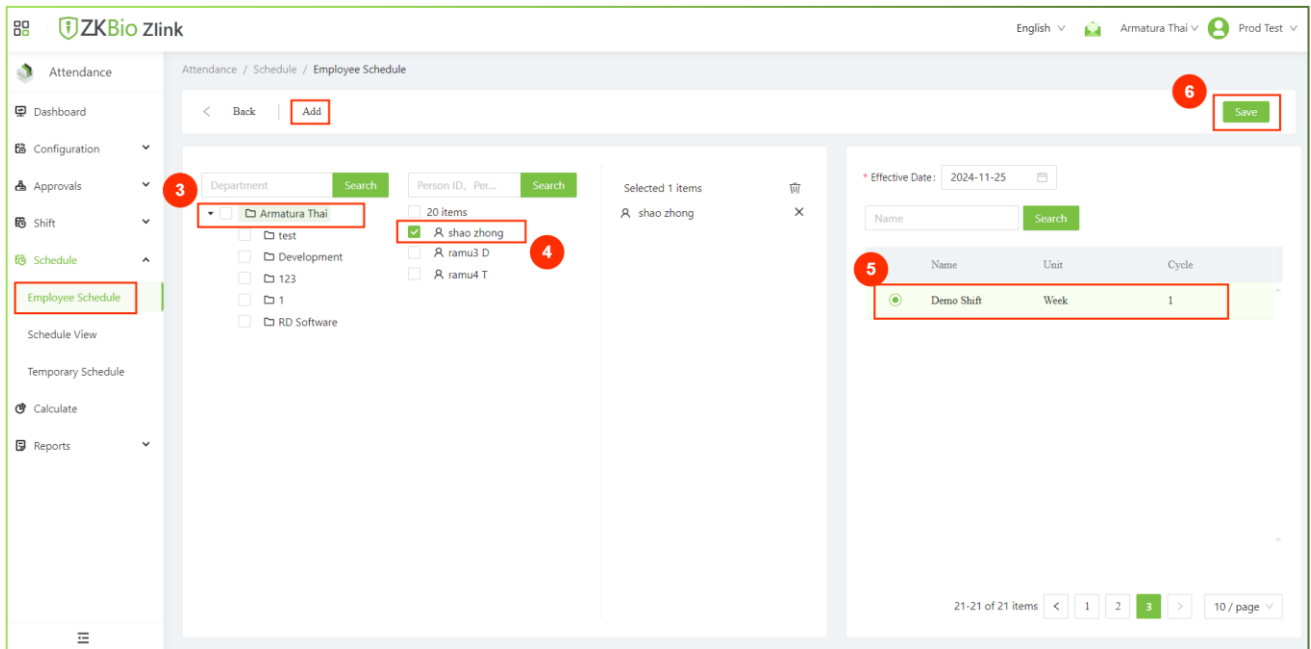 ZKBio Zlink
English
Armatura Thai
Prod Test
Attendance
Attendance / Schedule / Employee Schedule
Dashboard
Configuration
Approvals
Shift
Schedule
Employee Schedule
Schedule View
Temporary Schedule
Calculate
Reports
< Back
Add
6
Save
3
Department
Search
Armatura Thai
test
Development
123
1
RD Software
Person ID、Per...
Search
20 items
shao zhong
ramu3 D
ramu4 T
4
Selected 1 items
shao zhong
* Effective Date: 2024-11-25
Name
Search
5
Name Unit Cycle
Demo Shift Week 1
21-21 of 21 items < 1 2 3 > 10 / page